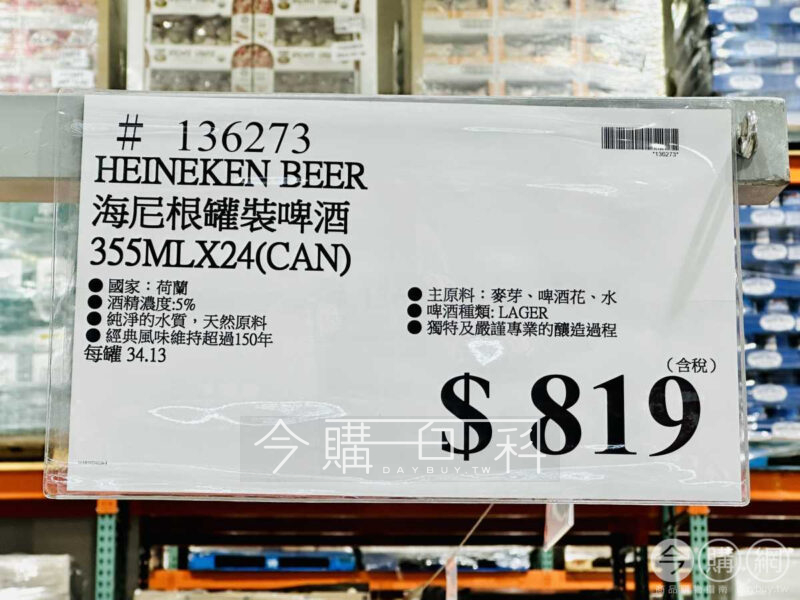 # 136273
*136273*
HEINEKEN BEER
海尼根罐裝啤酒
355MLX24(CAN)
● 國家：荷蘭
● 酒精濃度:5%
● 純淨的水質，天然原料
● 經典風味維持超過150年
每罐 34.13
● 主原料：麥芽、啤酒花、水
● 啤酒種類: LAGER
● 獨特及嚴謹專業的釀造過程
（含稅）
$ 819
今購百科
DAYBUY.TW
今購網
daybuy.tw